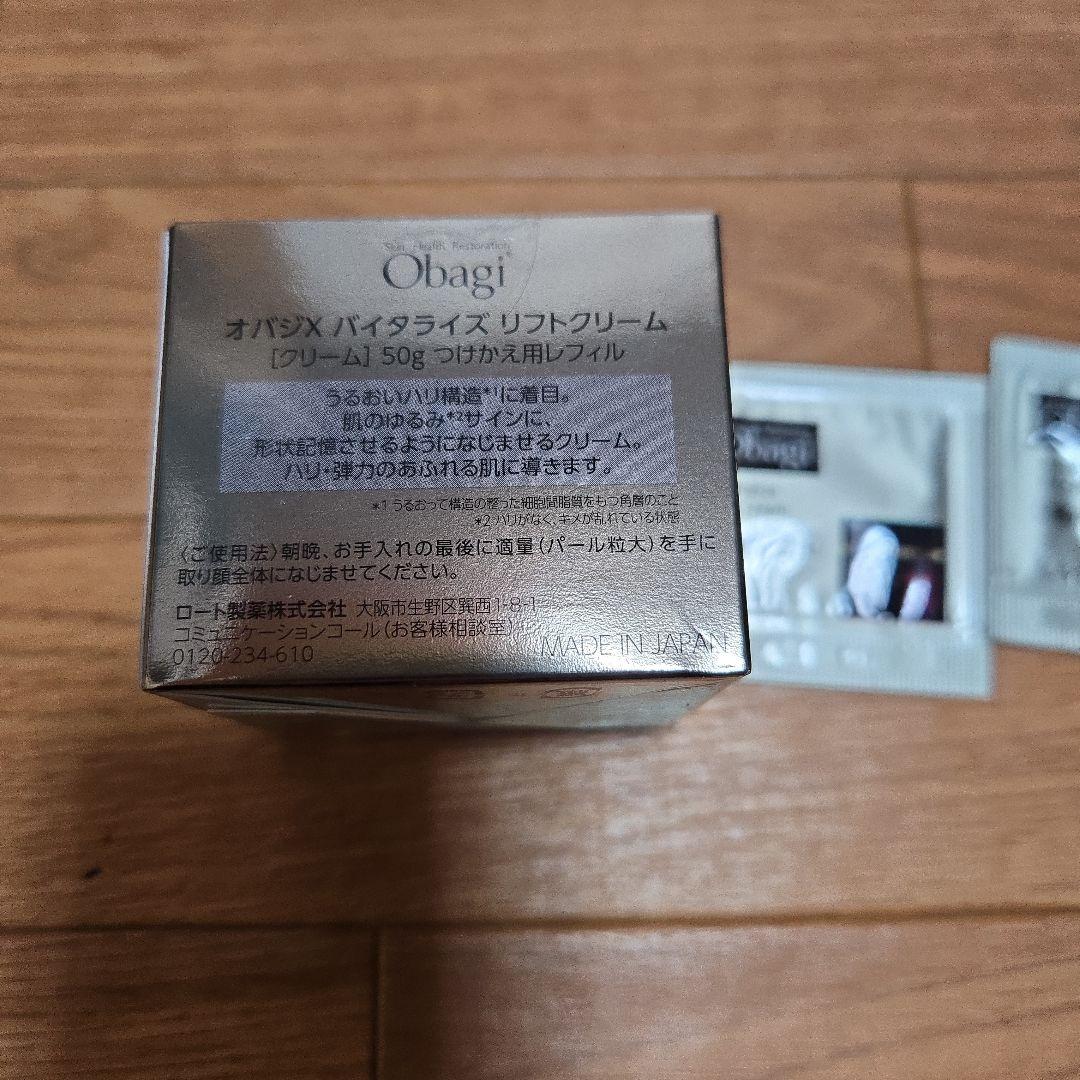 Skin Health Restoration
Obagi
オバジX バイタライズ リフトクリーム
[クリーム] 50g つけかえ用レフィル
うるおいハリ構造*1に着目。
肌のゆるみ*2サインに、
形状記憶させるようになじませるクリーム。
ハリ・弾力のあふれる肌に導きます。
*1 うるおって構造の整った細胞間脂質をもつ角層のこと
*2 ハリがなく、キメが乱れている状態
〈ご使用法〉朝晩、お手入れの最後に適量(パール粒大)を手に
取り顔全体になじませてください。
ロート製薬株式会社 大阪市生野区巽西1-8-1
コミュニケーションコール(お客様相談室)
0120-234-610
MADE IN JAPAN
Obagi